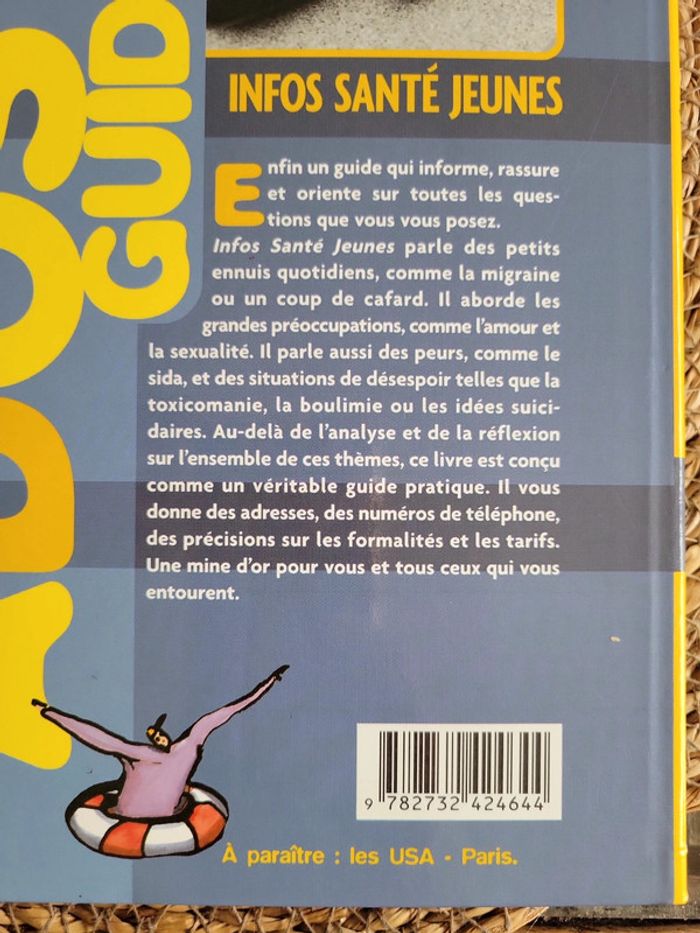 ADOS
GUID
INFOS SANTÉ JEUNES
Enfin un guide qui informe, rassure
et oriente sur toutes les ques-
tions que vous vous posez.
Infos Santé Jeunes parle des petits
ennuis quotidiens, comme la migraine
ou un coup de cafard. Il aborde les
grandes préoccupations, comme l'amour et
la sexualité. Il parle aussi des peurs, comme le
sida, et des situations de désespoir telles que la
toxicomanie, la boulimie ou les idées suici-
daires. Au-delà de l'analyse et de la réflexion
sur l'ensemble de ces thèmes, ce livre est conçu
comme un véritable guide pratique. Il vous
donne des adresses, des numéros de téléphone,
des précisions sur les formalités et les tarifs.
Une mine d'or pour vous et tous ceux qui vous
entourent.
9 782732 424644
À paraître : les USA - Paris.